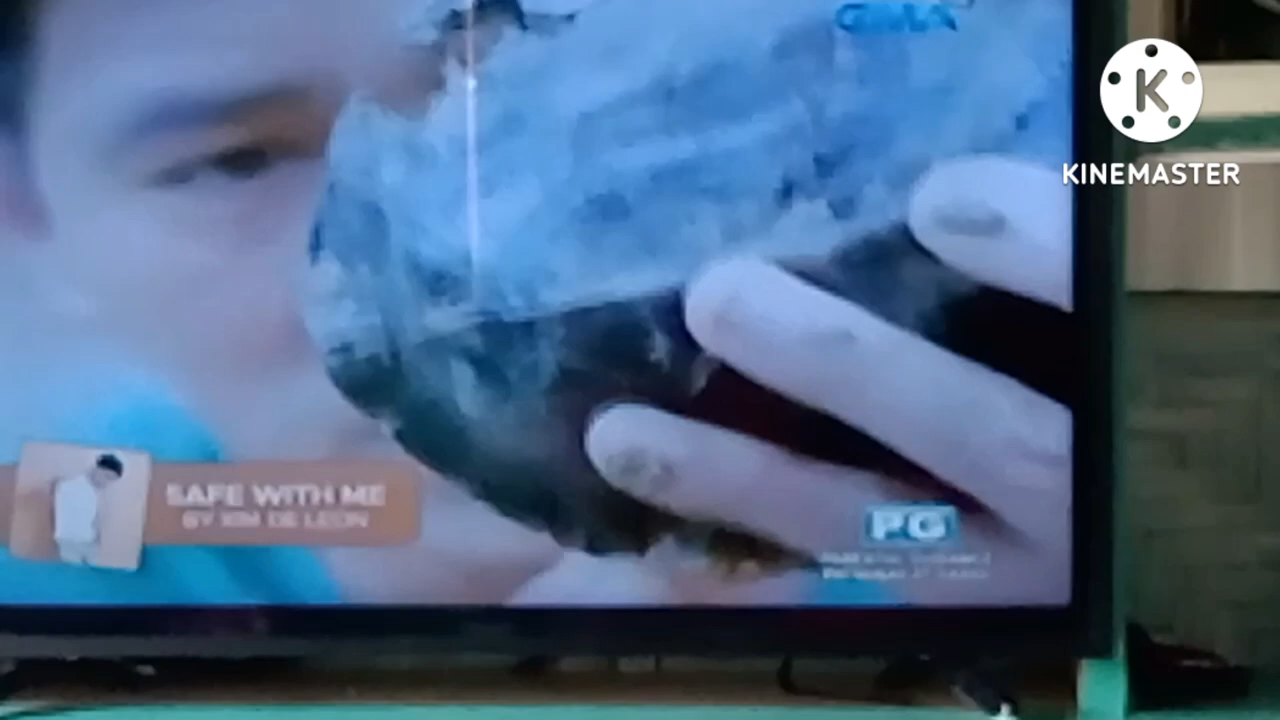 GMA
K
KINEMASTER
SAFE WITH ME
BY KIM DE LEON
PG